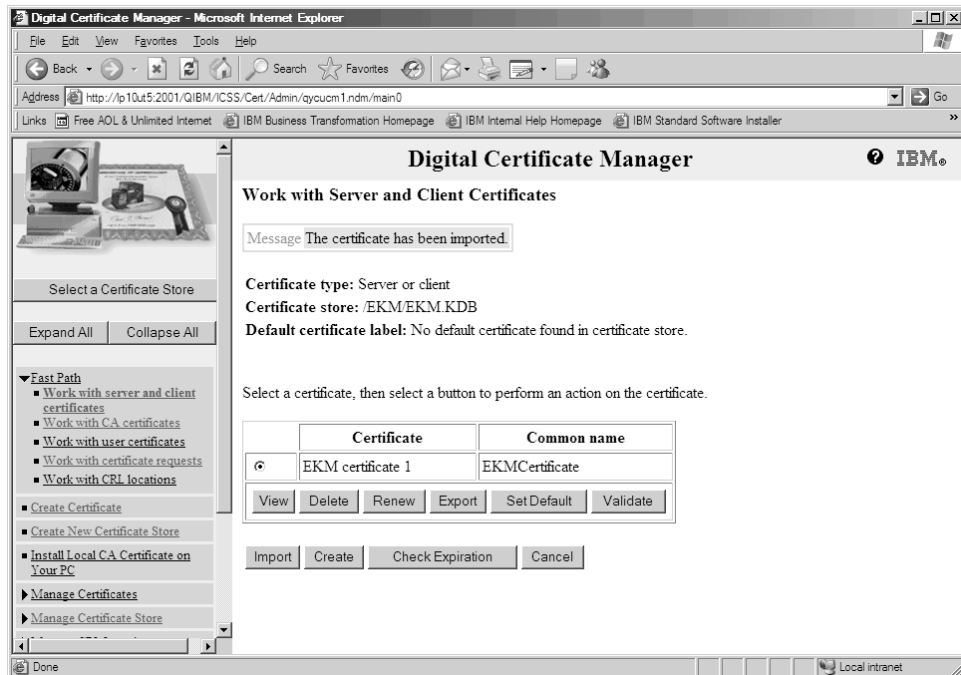 Digital Certificate Manager - Microsoft Internet Explorer
File Edit View Favorites Tools Help
Back Search Favorites
Address http://lp10ut5:2001/QIBM/ICSS/Cert/Admin/qycucm1.ndm/main0 Go
Links Free AOL & Unlimited Internet IBM Business Transformation Homepage IBM Internal Help Homepage IBM Standard Software Installer »
Select a Certificate Store
Expand All Collapse All
Fast Path
Work with server and client
certificates
Work with CA certificates
Work with user certificates
Work with certificate requests
Work with CRL locations
Create Certificate
Create New Certificate Store
Install Local CA Certificate on
Your PC
Manage Certificates
Manage Certificate Store
Digital Certificate Manager
IBM®
Work with Server and Client Certificates
Message The certificate has been imported.
Certificate type: Server or client
Certificate store: /EKM/EKM.KDB
Default certificate label: No default certificate found in certificate store.
Select a certificate, then select a button to perform an action on the certificate.
Certificate Common name
EKM certificate 1 EKMCertificate
View Delete Renew Export Set Default Validate
Import Create Check Expiration Cancel
Done Local intranet